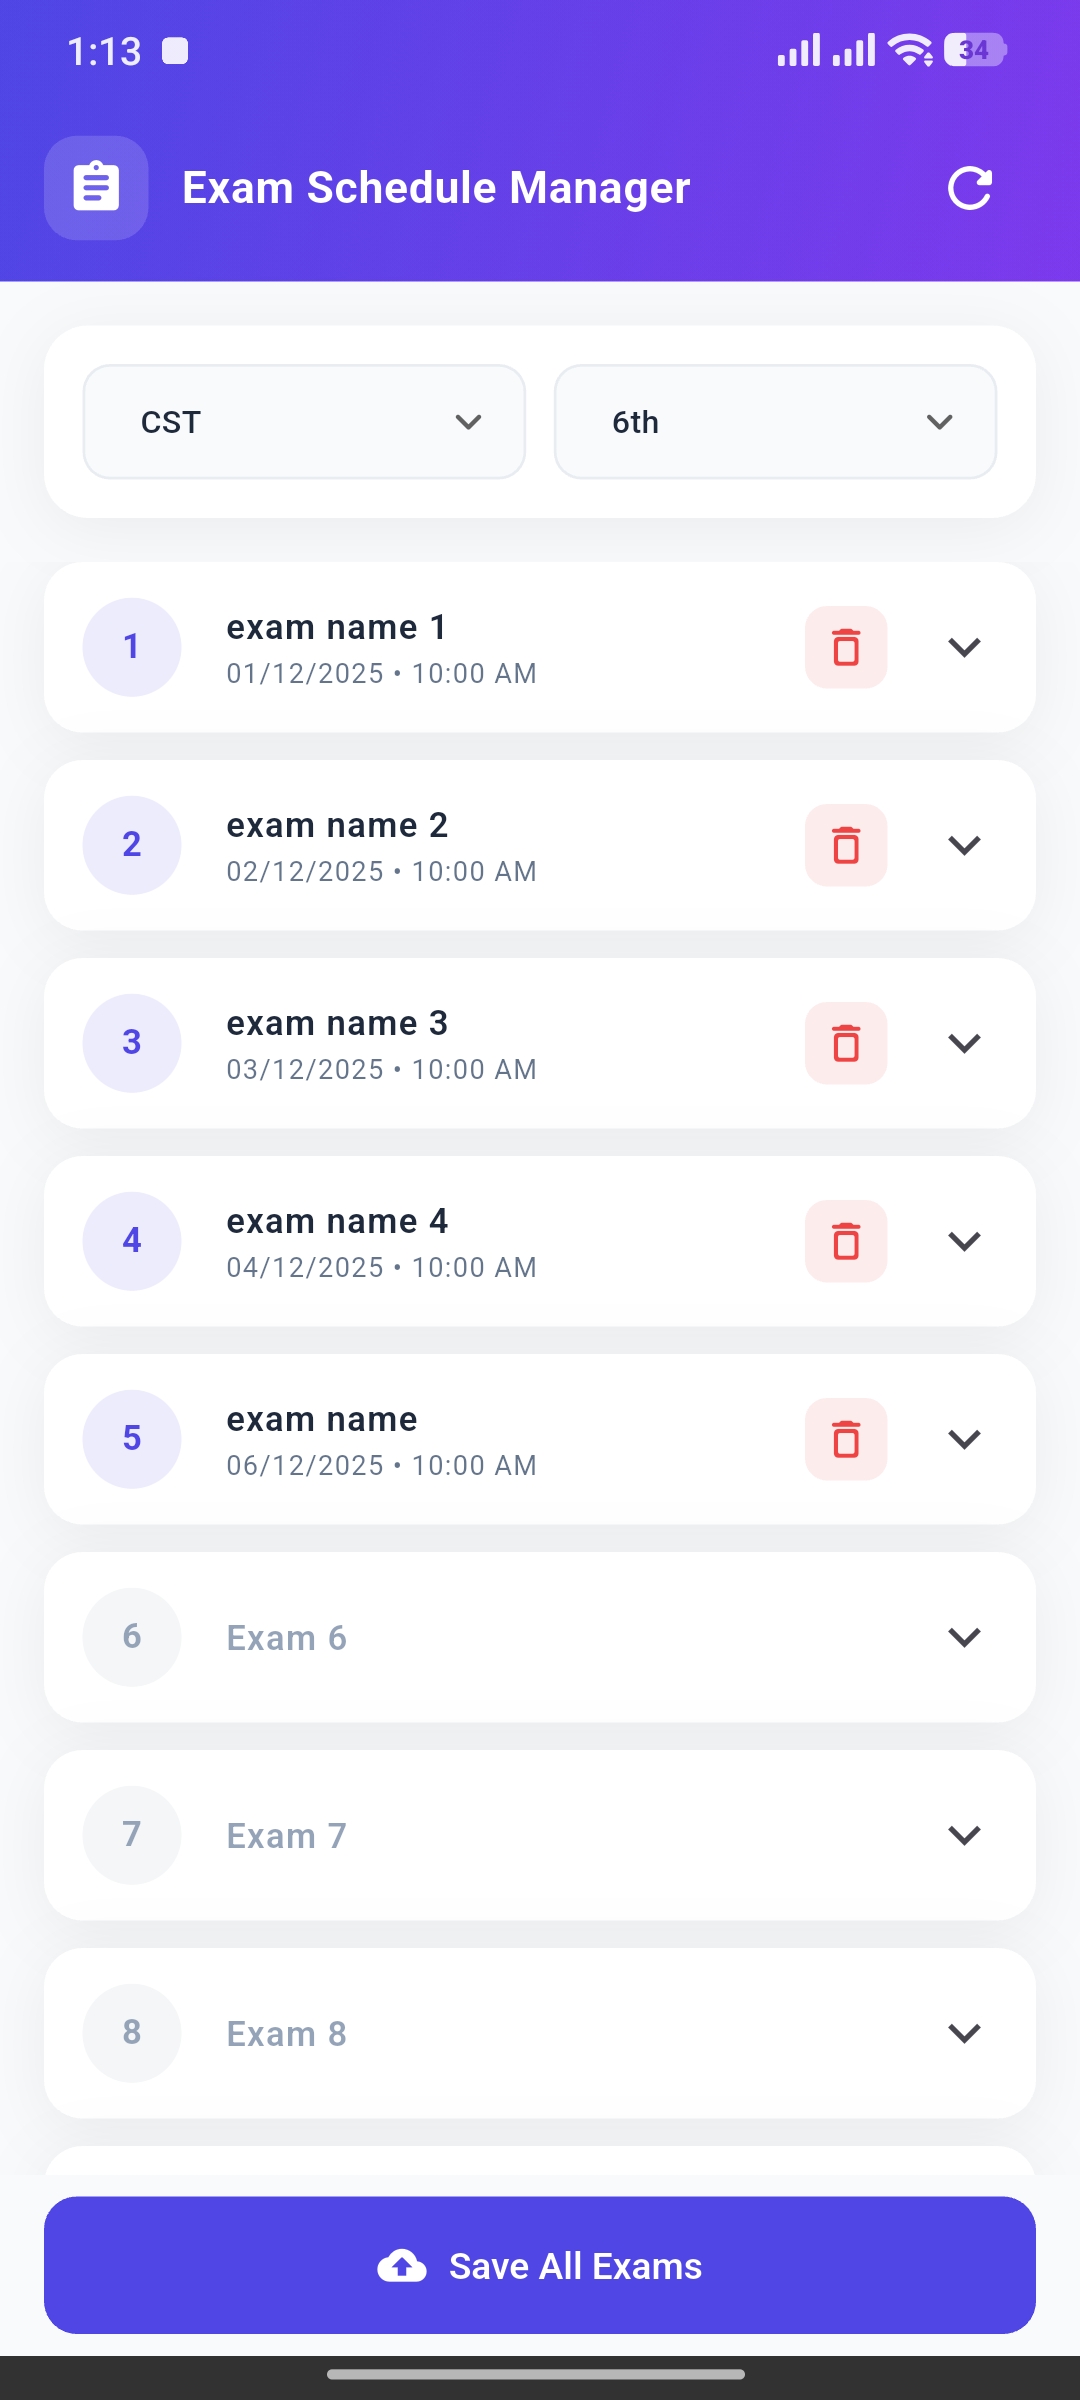 1:13
34
Exam Schedule Manager
CST
6th
1
exam name 1
01/12/2025 • 10:00 AM
2
exam name 2
02/12/2025 • 10:00 AM
3
exam name 3
03/12/2025 • 10:00 AM
4
exam name 4
04/12/2025 • 10:00 AM
5
exam name
06/12/2025 • 10:00 AM
6
Exam 6
7
Exam 7
8
Exam 8
Save All Exams